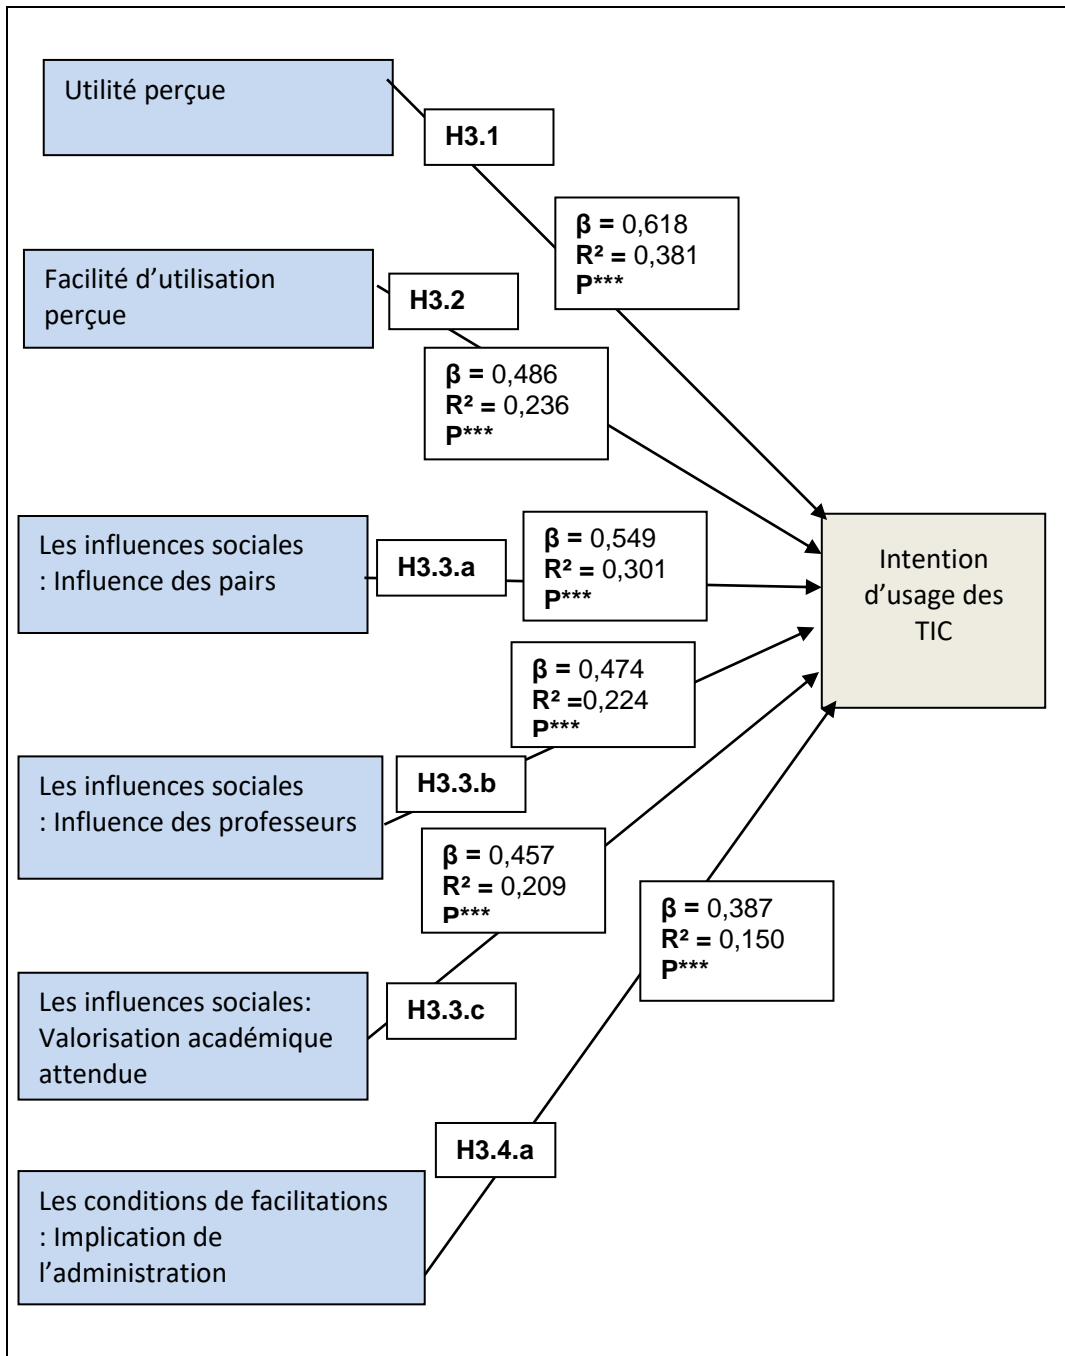 Utilité perçue
H3.1
β = 0,618
R² = 0,381
P***
Facilité d’utilisation
perçue
H3.2
β = 0,486
R² = 0,236
P***
Les influences sociales
: Influence des pairs
H3.3.a
β = 0,549
R² = 0,301
P***
Intention
d’usage des
TIC
β = 0,474
R² =0,224
P***
Les influences sociales
: Influence des professeurs
H3.3.b
β = 0,457
R² = 0,209
P***
Les influences sociales:
Valorisation académique
attendue
H3.3.c
β = 0,387
R² = 0,150
P***
H3.4.a
Les conditions de facilitations
: Implication de
l’administration